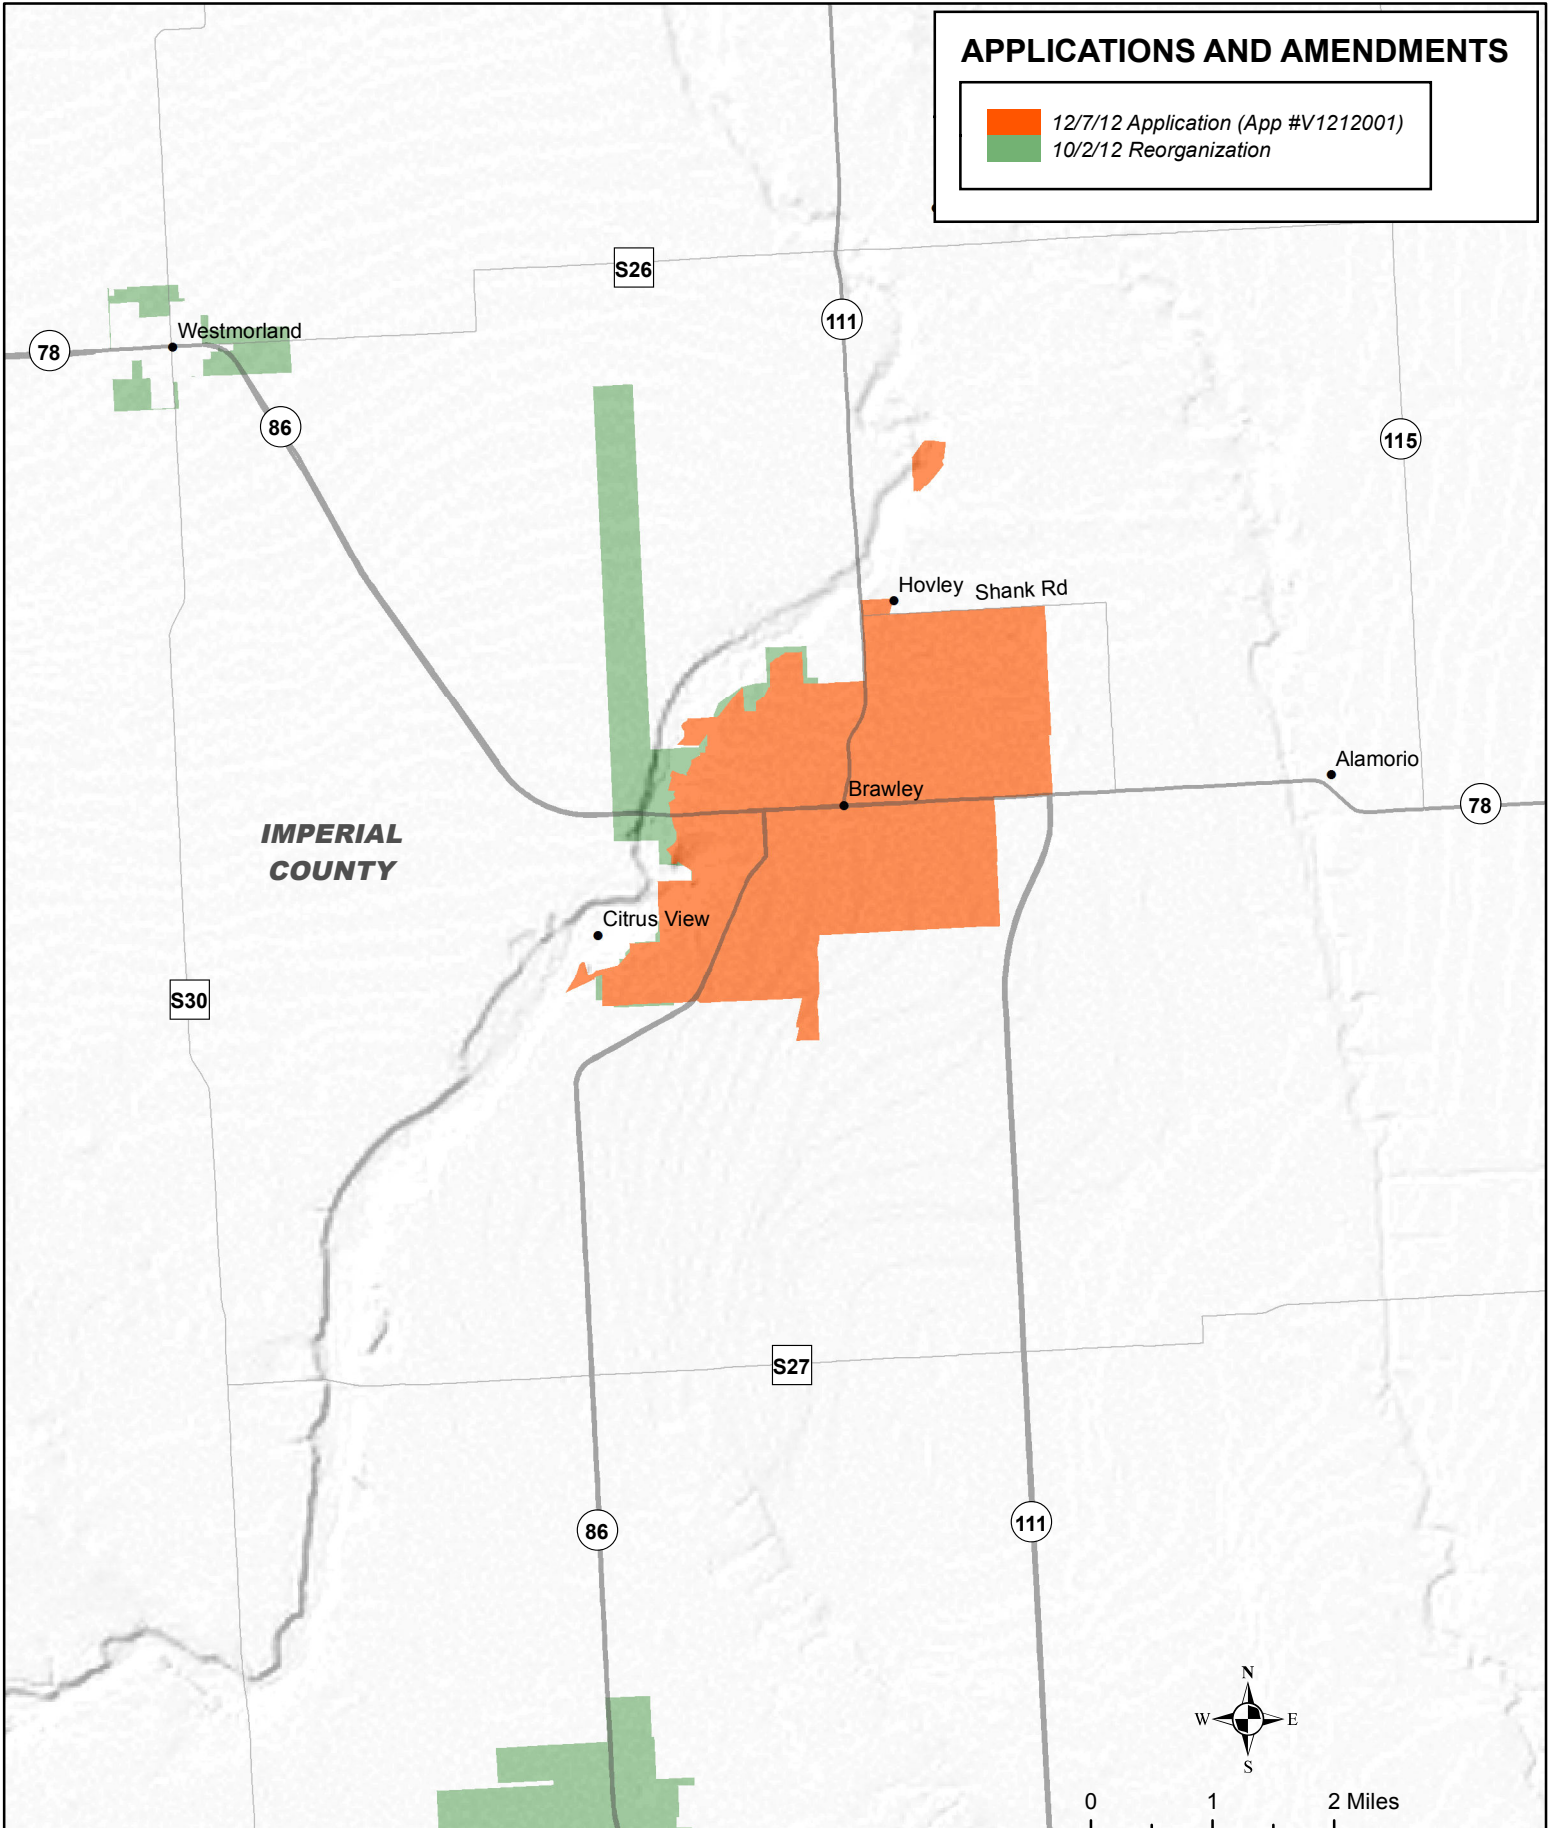 APPLICATIONS AND AMENDMENTS
12/7/12 Application (App #V1212001)
10/2/12 Reorganization
S26
111
Westmorland
78
86
115
Hovley
Shank Rd
Alamorio
Brawley
78
IMPERIAL
COUNTY
Citrus View
S30
S27
86
111
N
W
E
S
0
1
2 Miles